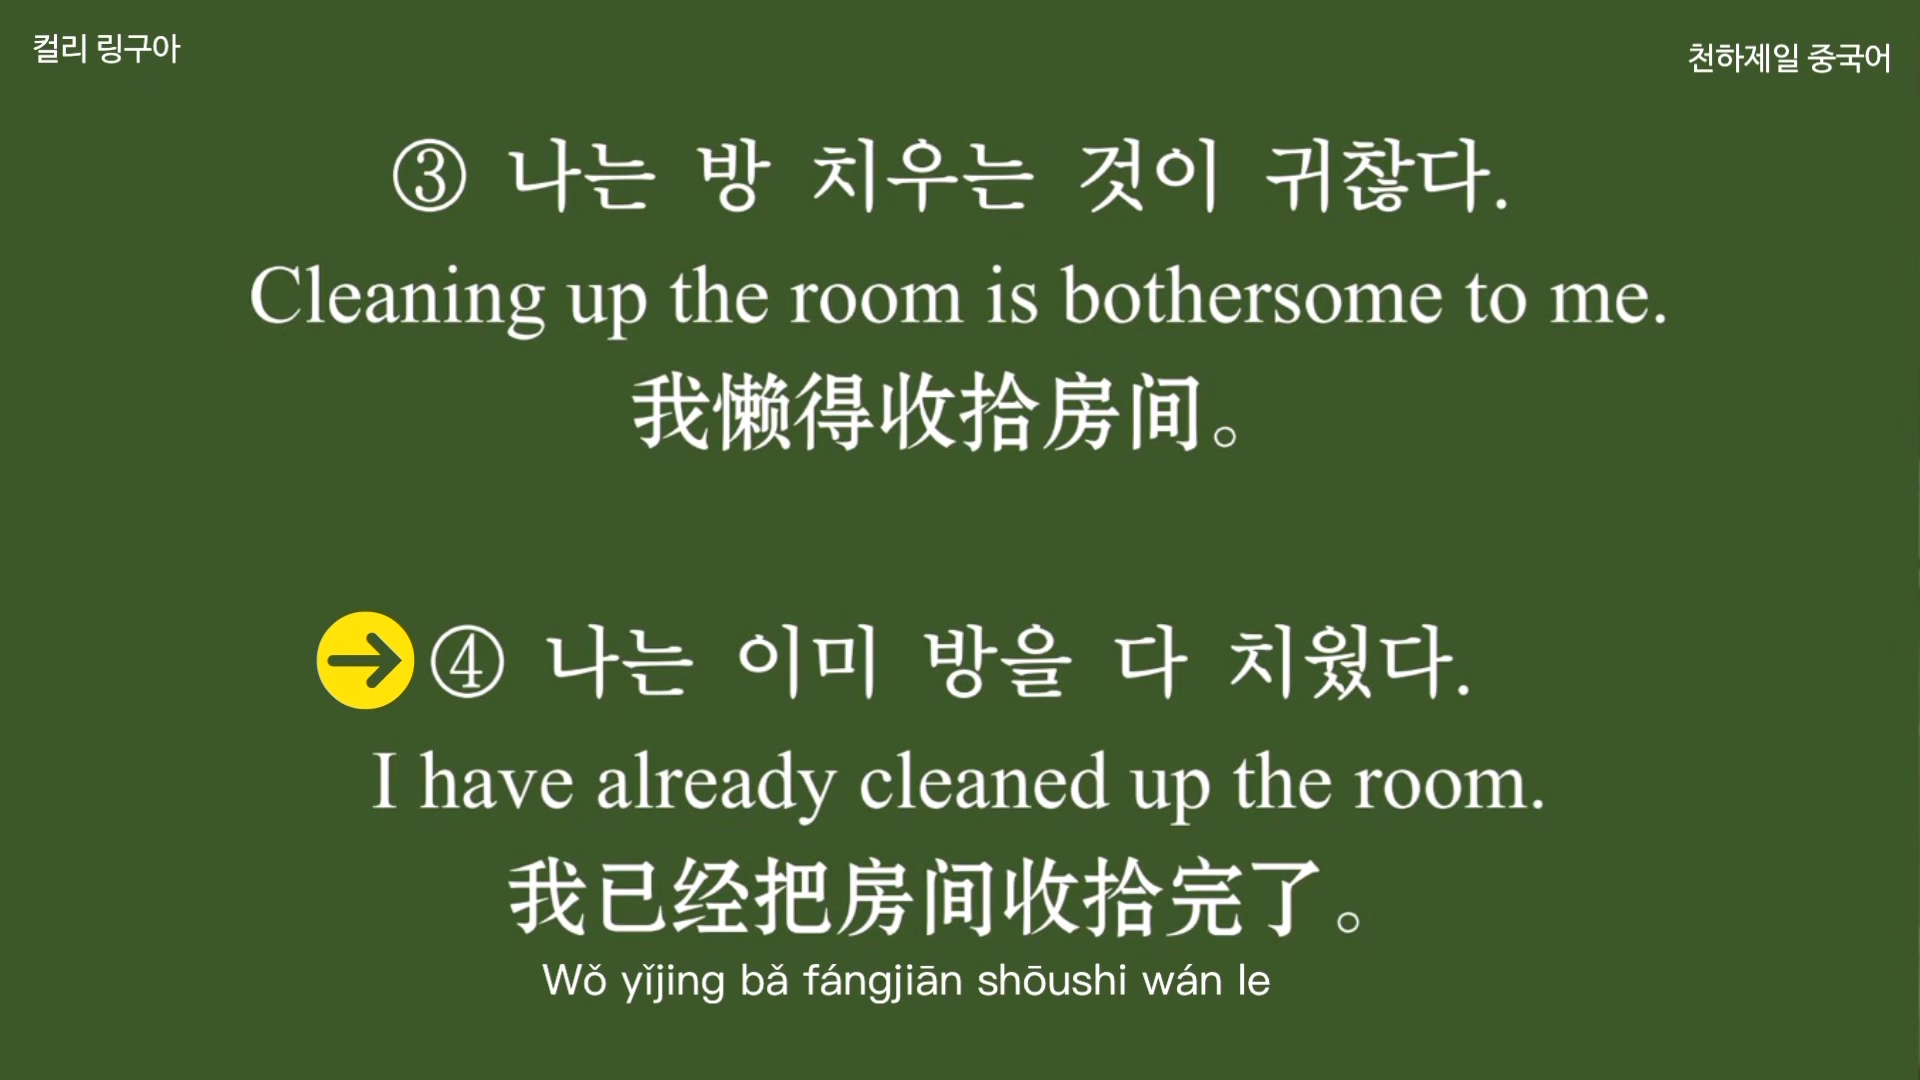 컬리 링구아
천하제일 중국어
③ 나는 방 치우는 것이 귀찮다.
Cleaning up the room is bothersome to me.
我懒得收拾房间。
④ 나는 이미 방을 다 치웠다.
I have already cleaned up the room.
我已经把房间收拾完了。
Wǒ yǐjing bǎ fángjiān shōushi wán le